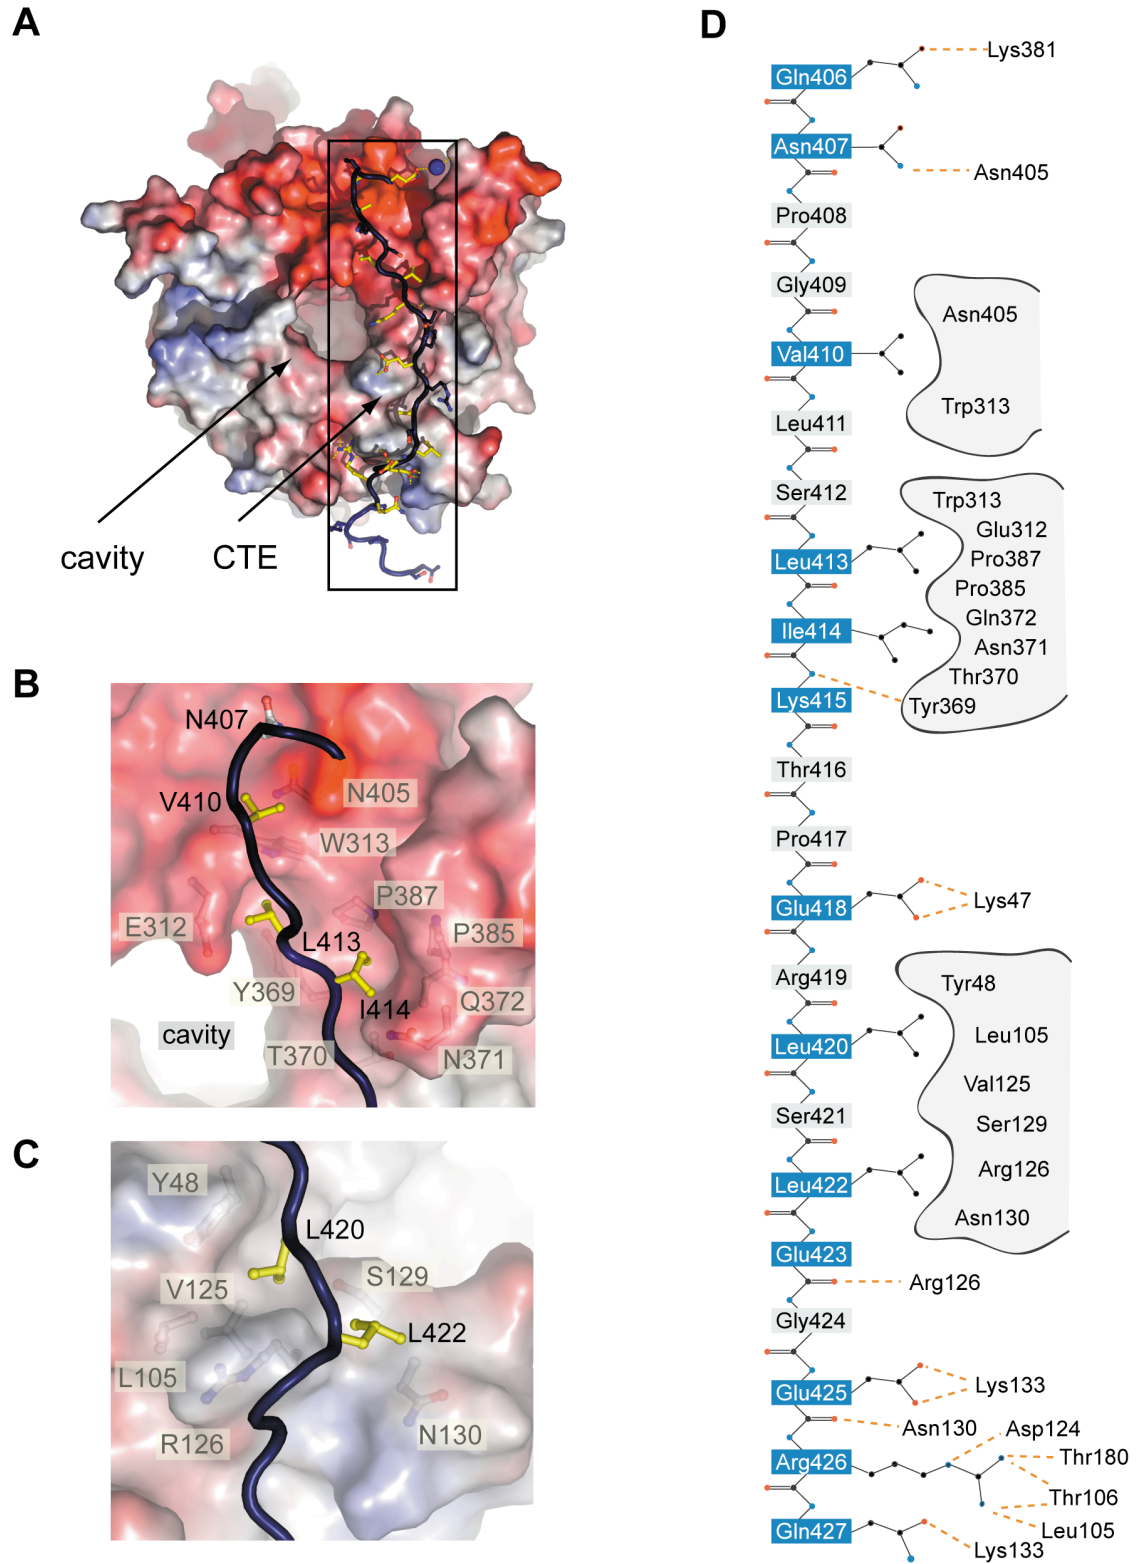 A
cavity
CTE
B
N407
V410
N405
W313
P387
E312
L413
P385
Y369
I414
Q372
cavity
T370
N371
C
Y48
L420
V125
S129
L422
L105
R126
N130
D
Gln406
Lys381
Asn407
Asn405
Pro408
Gly409
Asn405
Val410
Trp313
Leu411
Ser412
Trp313
Glu312
Leu413
Pro387
Pro385
Gln372
Ile414
Asn371
Thr370
Lys415
Tyr369
Thr416
Pro417
Glu418
Lys47
Arg419
Tyr48
Leu105
Leu420
Val125
Ser421
Ser129
Arg126
Leu422
Asn130
Glu423
Arg126
Gly424
Glu425
Lys133
Asn130
Asp124
Arg426
Thr180
Thr106
Gln427
Leu105
Lys133